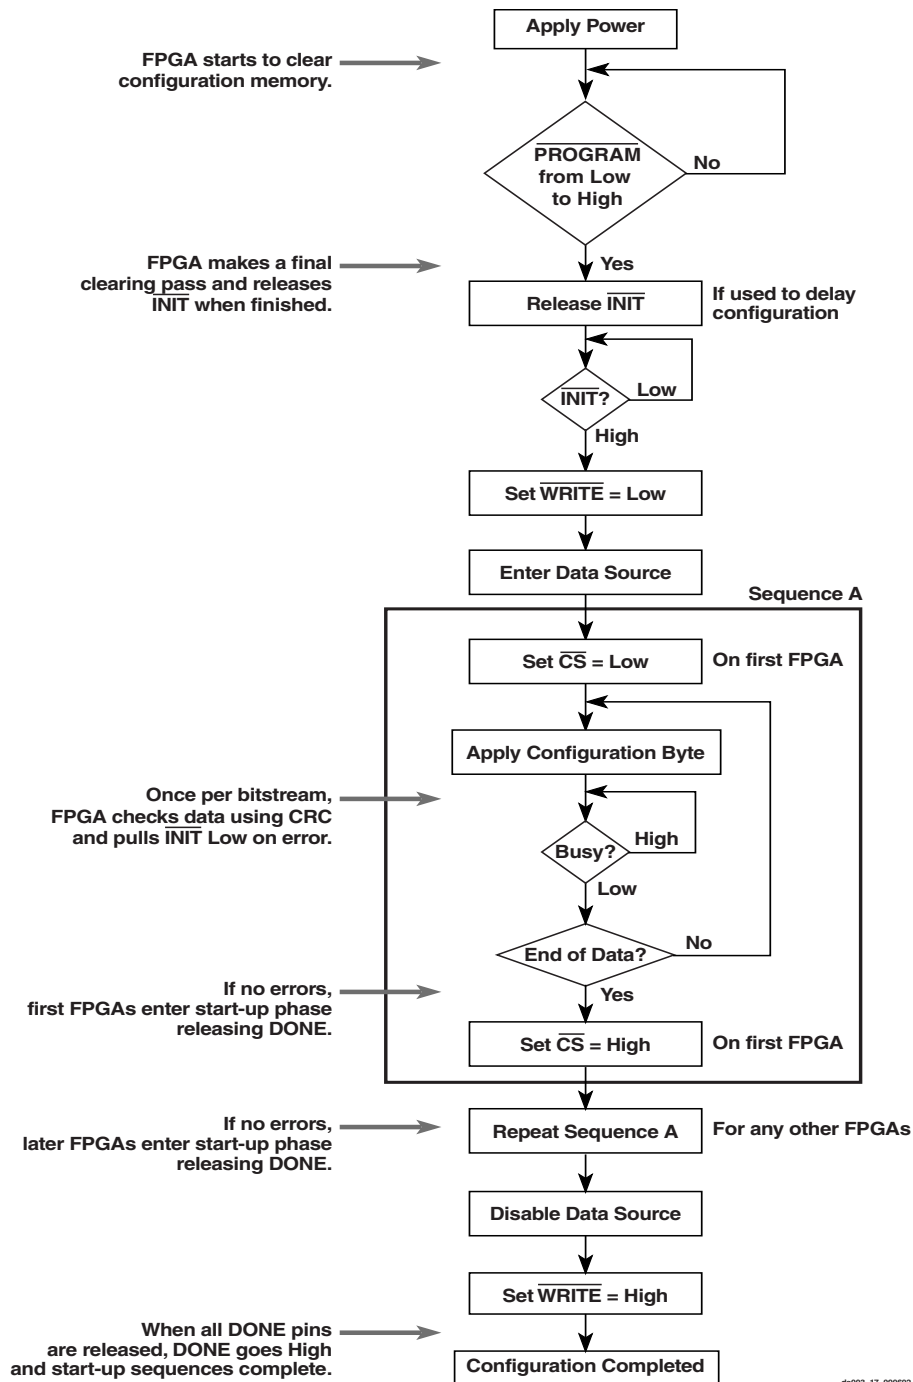 Apply Power
FPGA starts to clear
configuration memory.
PROGRAM
from Low
to High
No
Yes
FPGA makes a final
clearing pass and releases
INIT when finished.
Release INIT
If used to delay
configuration
INIT?
Low
High
Set WRITE = Low
Enter Data Source
Sequence A
Set CS = Low
On first FPGA
Apply Configuration Byte
Once per bitstream,
FPGA checks data using CRC
and pulls INIT Low on error.
Busy?
High
Low
End of Data?
No
Yes
If no errors,
first FPGAs enter start-up phase
releasing DONE.
Set CS = High
On first FPGA
If no errors,
later FPGAs enter start-up phase
releasing DONE.
Repeat Sequence A
For any other FPGAs
Disable Data Source
Set WRITE = High
When all DONE pins
are released, DONE goes High
and start-up sequences complete.
Configuration Completed